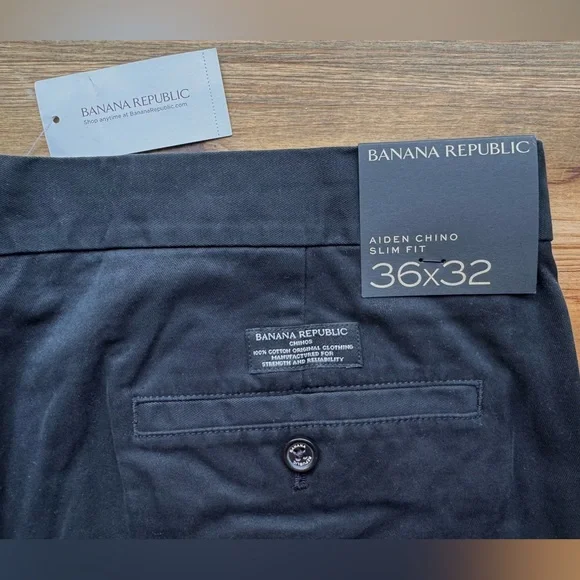 BANANA REPUBLIC
Shop anytime at BananaRepublic.com
BANANA REPUBLIC
AIDEN CHINO
SLIM FIT
36x32
BANANA REPUBLIC
CHINOS
100% COTTON ORIGINAL CLOTHING
MANUFACTURED FOR
STRENGTH AND RELIABILITY
BANANA